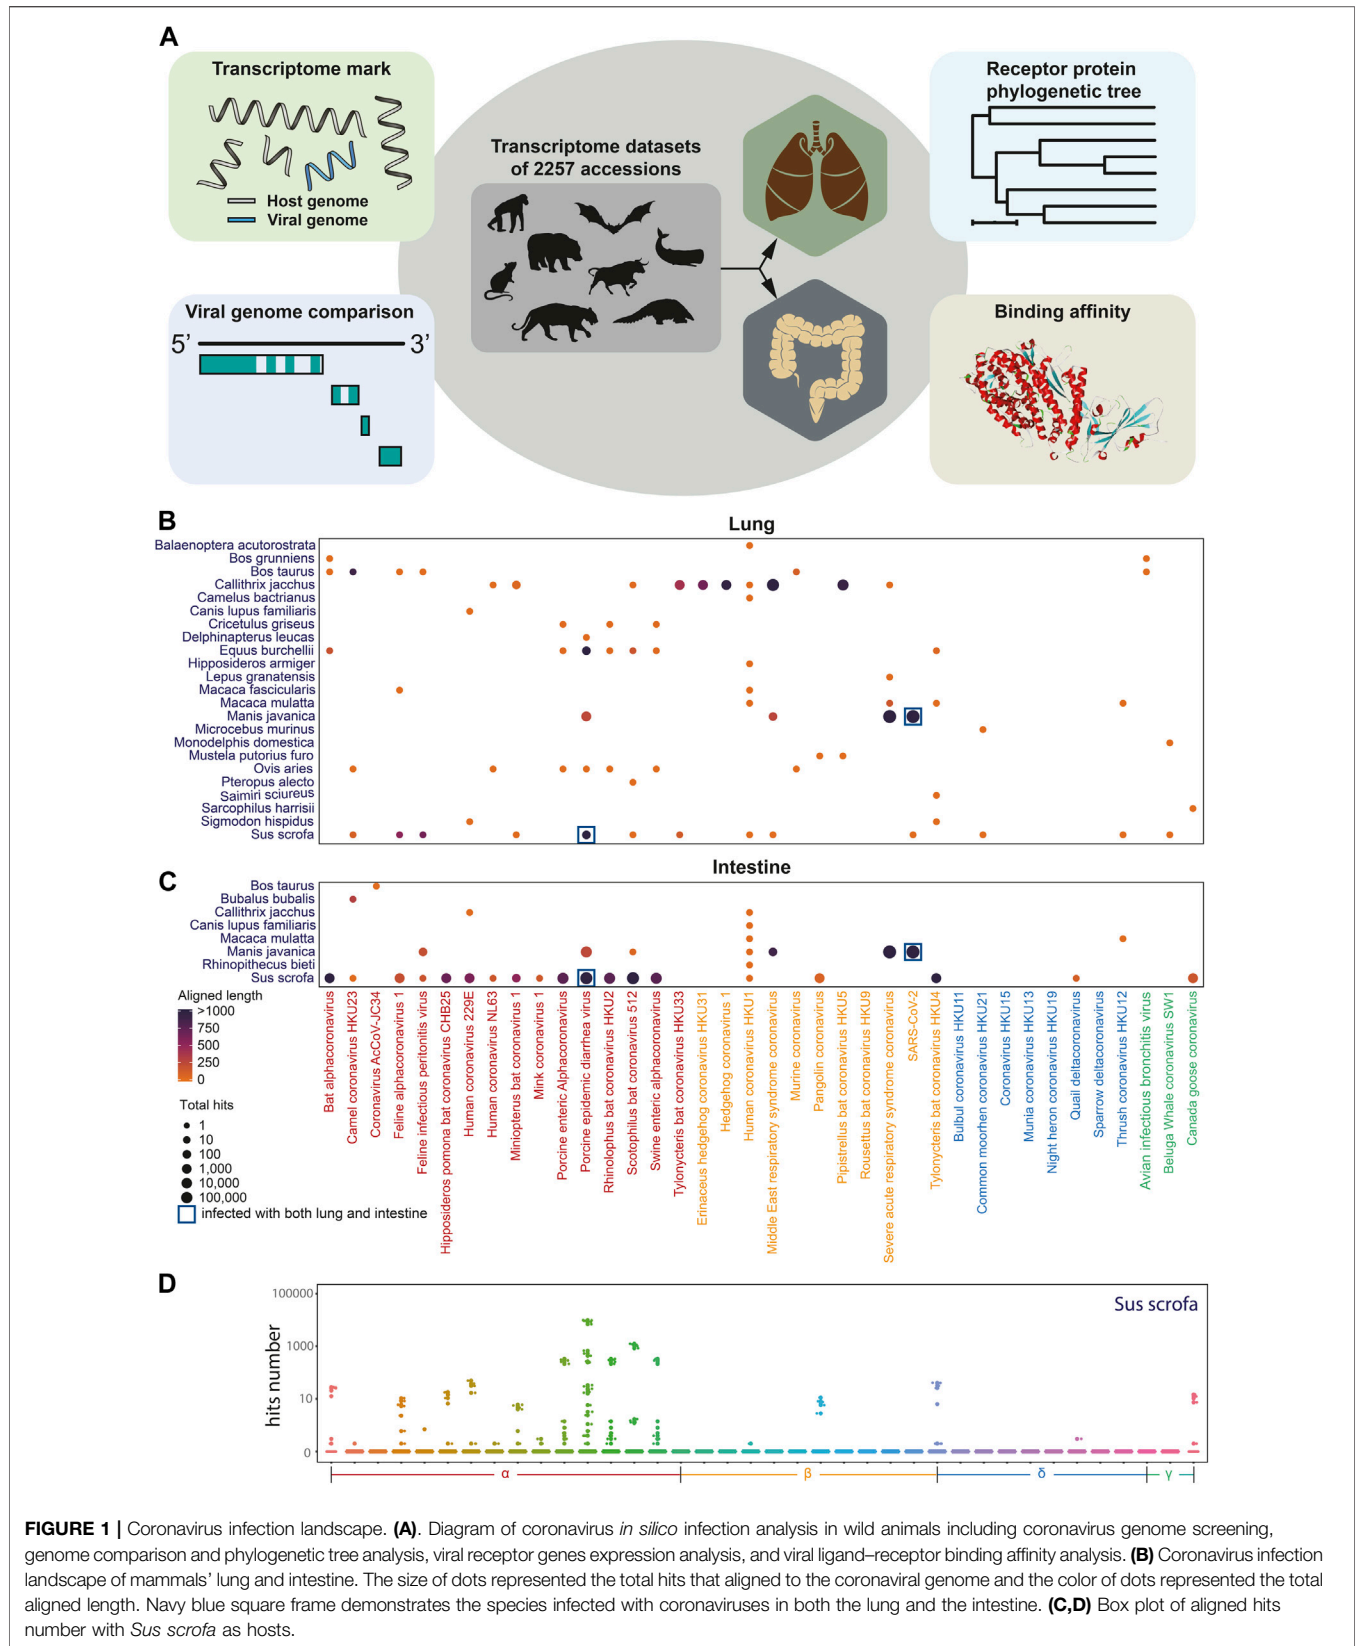 A
Transcriptome mark
Host genome
Viral genome
Transcriptome datasets
of 2257 accessions
Receptor protein
phylogenetic tree
Viral genome comparison
5’ 3’
Binding affinity
B
Lung
Balaenoptera acutorostrata
Bos grunniens
Bos taurus
Callithrix jacchus
Camelus bactrianus
Canis lupus familiaris
Cricetulus griseus
Delphinapterus leucas
Equus burchellii
Hipposideros armiger
Lepus granatensis
Macaca fascicularis
Macaca mulatta
Manis javanica
Microcebus murinus
Monodelphis domestica
Mustela putorius furo
Ovis aries
Pteropus alecto
Saimiri sciureus
Sarcophilus harrisii
Sigmodon hispidus
Sus scrofa
Intestine
C
Bos taurus
Bubalus bubalis
Callithrix jacchus
Canis lupus familiaris
Macaca mulatta
Manis javanica
Rhinopithecus bieti
Sus scrofa
Aligned length
>1000
750
500
250
0
Total hits
1
10
100
1,000
10,000
100,000
infected with both lung and intestine
Bat alphacoronavirus
Camel coronavirus HKU23
Coronavirus AcCoV-JC34
Feline alphacoronavirus 1
Feline infectious peritonitis virus
Hipposideros pomona bat coronavirus CHB25
Human coronavirus 229E
Human coronavirus NL63
Miniopterus bat coronavirus 1
Mink coronavirus 1
Porcine enteric Alphacoronavirus
Porcine epidemic diarrhea virus
Rhinolophus bat coronavirus HKU2
Scotophilus bat coronavirus 512
Swine enteric alphacoronavirus
Tylonycteris bat coronavirus HKU33
Erinaceus hedgehog coronavirus HKU31
Hedgehog coronavirus 1
Human coronavirus HKU1
Middle East respiratory syndrome coronavirus
Murine coronavirus
Pangolin coronavirus
Pipistrellus bat coronavirus HKU5
Rousettus bat coronavirus HKU9
Severe acute respiratory syndrome coronavirus
SARS-CoV-2
Tylonycteris bat coronavirus HKU4
Bulbul coronavirus HKU11
Common moorhen coronavirus HKU21
Coronavirus HKU15
Munia coronavirus HKU13
Night heron coronavirus HKU19
Quail deltacoronavirus
Sparrow deltacoronavirus
Thrush coronavirus HKU12
Avian infectious bronchitis virus
Beluga Whale coronavirus SW1
Canada goose coronavirus
D
Sus scrofa
hits number
100000
1000
10
0
α β δ γ
FIGURE 1 | Coronavirus infection landscape. (A). Diagram of coronavirus in silico infection analysis in wild animals including coronavirus genome screening,
genome comparison and phylogenetic tree analysis, viral receptor genes expression analysis, and viral ligand–receptor binding affinity analysis. (B) Coronavirus infection
landscape of mammals’ lung and intestine. The size of dots represented the total hits that aligned to the coronaviral genome and the color of dots represented the total
aligned length. Navy blue square frame demonstrates the species infected with coronaviruses in both the lung and the intestine. (C,D) Box plot of aligned hits
number with Sus scrofa as hosts.